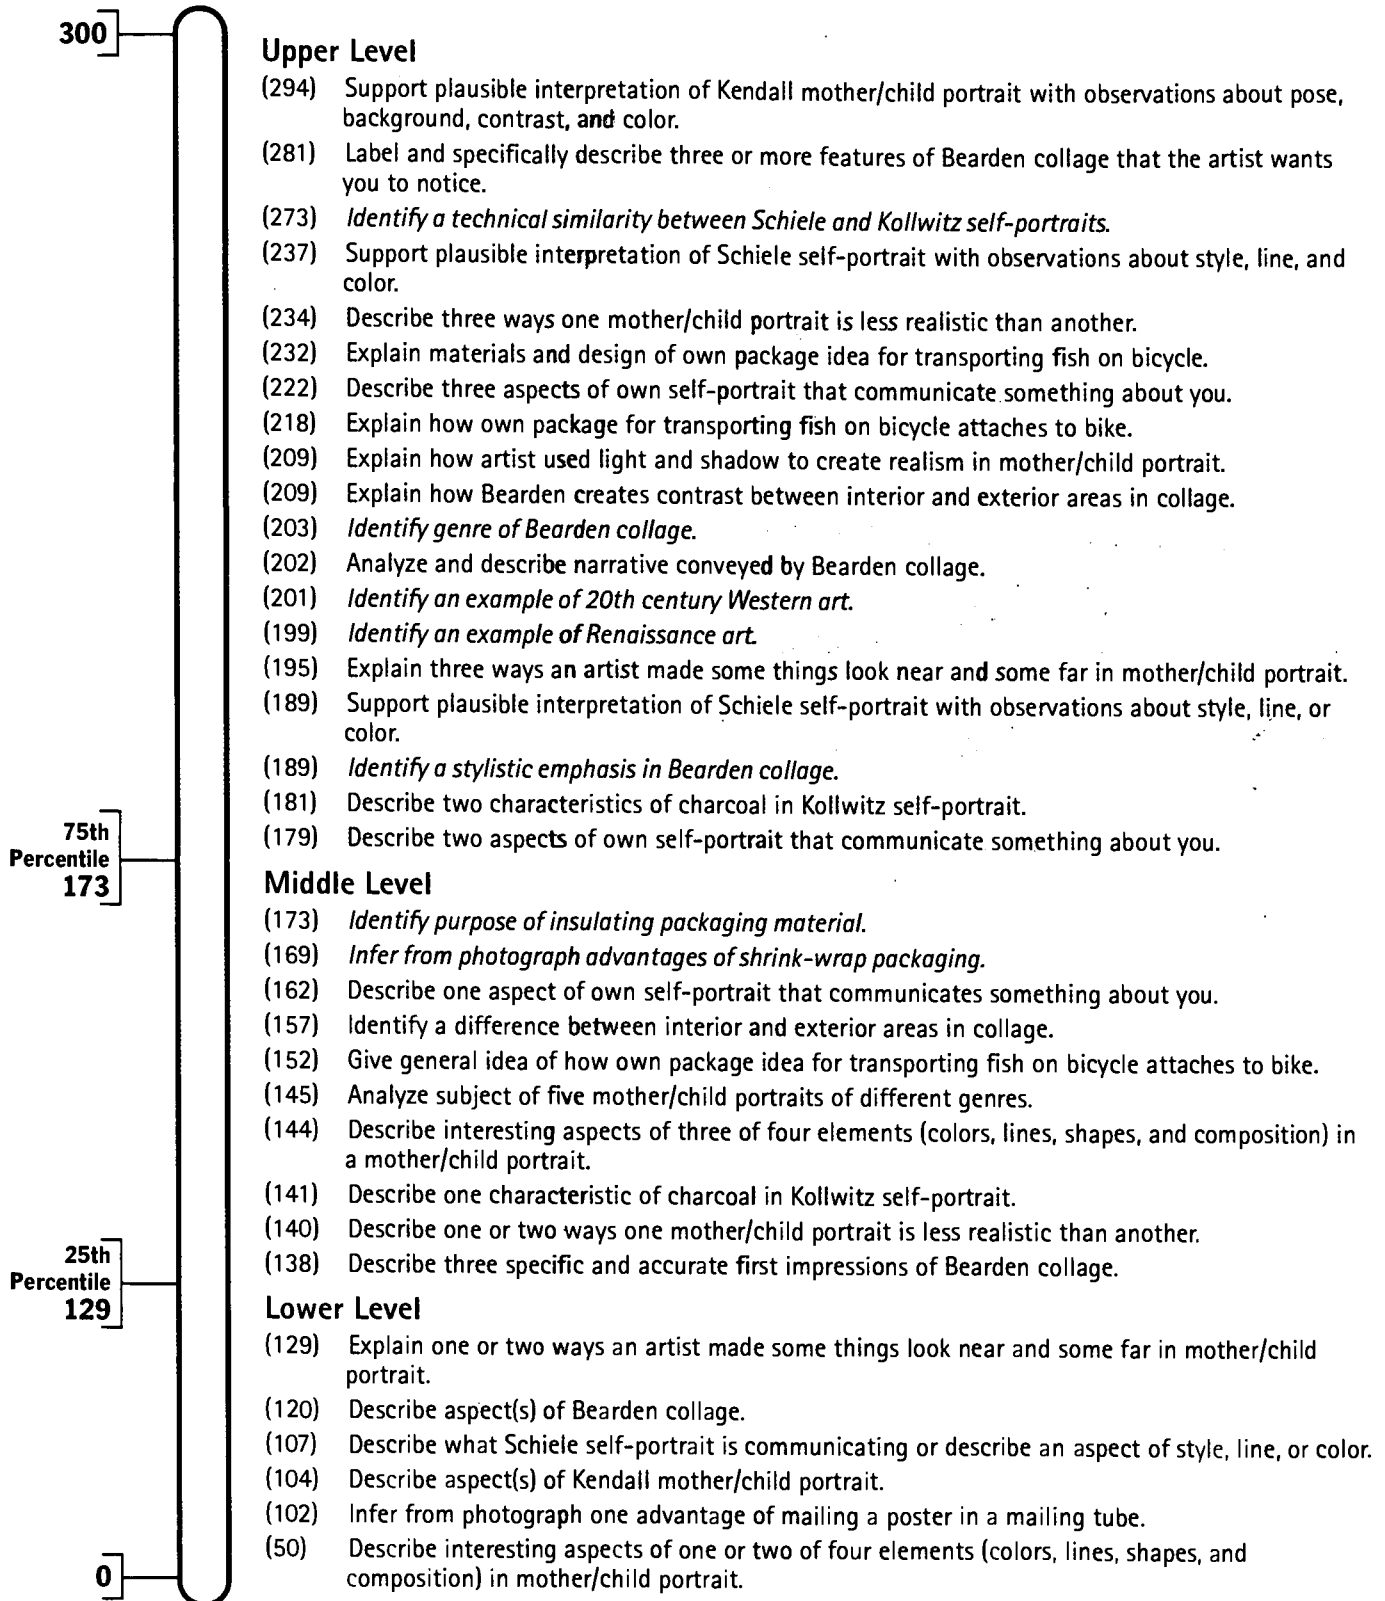 300
Upper Level
(294) Support plausible interpretation of Kendall mother/child portrait with observations about pose,
background, contrast, and color.
(281) Label and specifically describe three or more features of Bearden collage that the artist wants
you to notice.
(273) Identify a technical similarity between Schiele and Kollwitz self-portraits.
(237) Support plausible interpretation of Schiele self-portrait with observations about style, line, and
color.
(234) Describe three ways one mother/child portrait is less realistic than another.
(232) Explain materials and design of own package idea for transporting fish on bicycle.
(222) Describe three aspects of own self-portrait that communicate something about you.
(218) Explain how own package for transporting fish on bicycle attaches to bike.
(209) Explain how artist used light and shadow to create realism in mother/child portrait.
(209) Explain how Bearden creates contrast between interior and exterior areas in collage.
(203) Identify genre of Bearden collage.
(202) Analyze and describe narrative conveyed by Bearden collage.
(201) Identify an example of 20th century Western art.
(199) Identify an example of Renaissance art.
(195) Explain three ways an artist made some things look near and some far in mother/child portrait.
(189) Support plausible interpretation of Schiele self-portrait with observations about style, line, or
color.
(189) Identify a stylistic emphasis in Bearden collage.
(181) Describe two characteristics of charcoal in Kollwitz self-portrait.
(179) Describe two aspects of own self-portrait that communicate something about you.
75th
Percentile
173
Middle Level
(173) Identify purpose of insulating packaging material.
(169) Infer from photograph advantages of shrink-wrap packaging.
(162) Describe one aspect of own self-portrait that communicates something about you.
(157) Identify a difference between interior and exterior areas in collage.
(152) Give general idea of how own package idea for transporting fish on bicycle attaches to bike.
(145) Analyze subject of five mother/child portraits of different genres.
(144) Describe interesting aspects of three of four elements (colors, lines, shapes, and composition) in
a mother/child portrait.
(141) Describe one characteristic of charcoal in Kollwitz self-portrait.
(140) Describe one or two ways one mother/child portrait is less realistic than another.
(138) Describe three specific and accurate first impressions of Bearden collage.
25th
Percentile
129
Lower Level
(129) Explain one or two ways an artist made some things look near and some far in mother/child
portrait.
(120) Describe aspect(s) of Bearden collage.
(107) Describe what Schiele self-portrait is communicating or describe an aspect of style, line, or color.
(104) Describe aspect(s) of Kendall mother/child portrait.
(102) Infer from photograph one advantage of mailing a poster in a mailing tube.
(50) Describe interesting aspects of one or two of four elements (colors, lines, shapes, and
composition) in mother/child portrait.
0